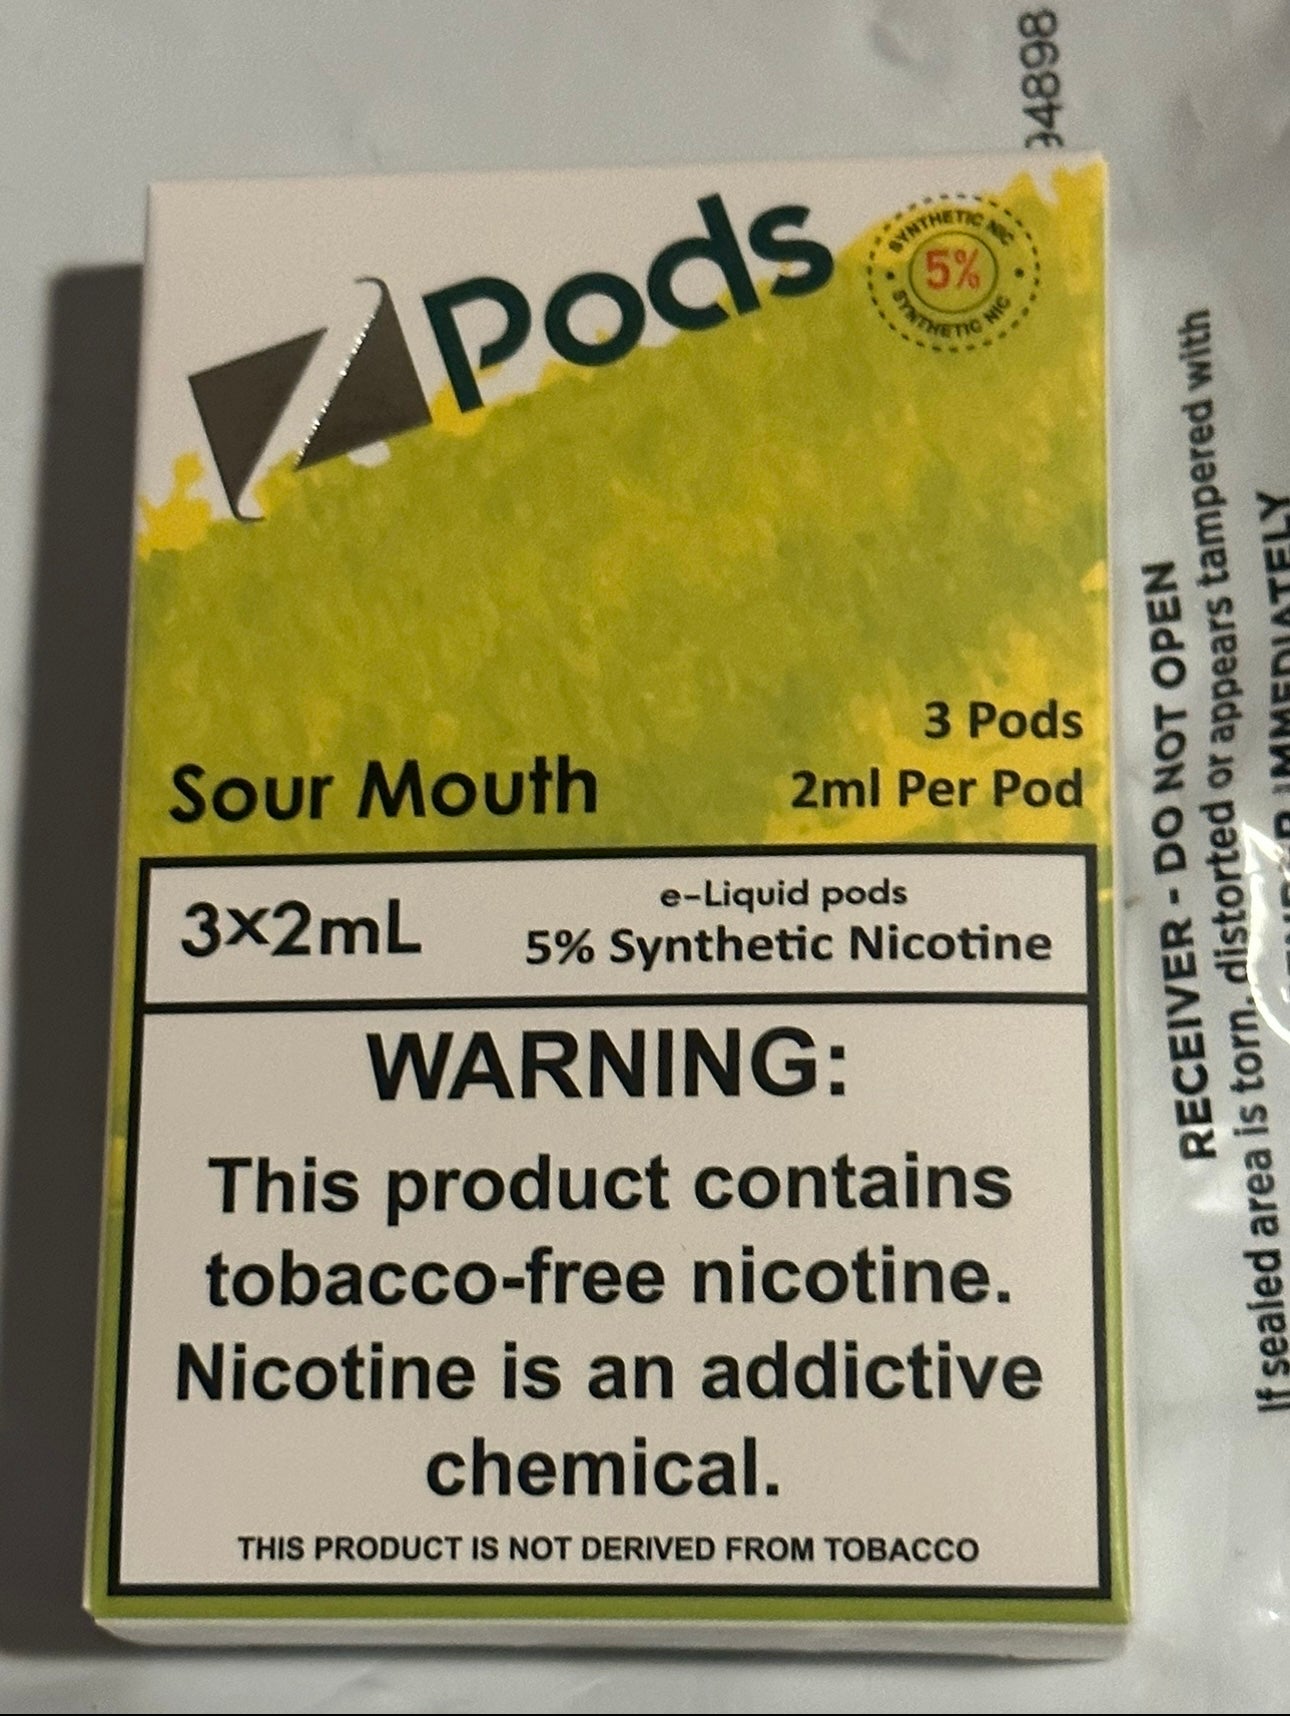 94898
Z Pods
SYNTHETIC NIC
5%
SYNTHETIC NIC
3 Pods
Sour Mouth
2ml Per Pod
3×2mL
e-Liquid pods
5% Synthetic Nicotine
WARNING:
This product contains
tobacco-free nicotine.
Nicotine is an addictive
chemical.
THIS PRODUCT IS NOT DERIVED FROM TOBACCO
RECEIVER - DO NOT OPEN
If sealed area is torn, distorted or appears tampered with
IMMEDIATELY